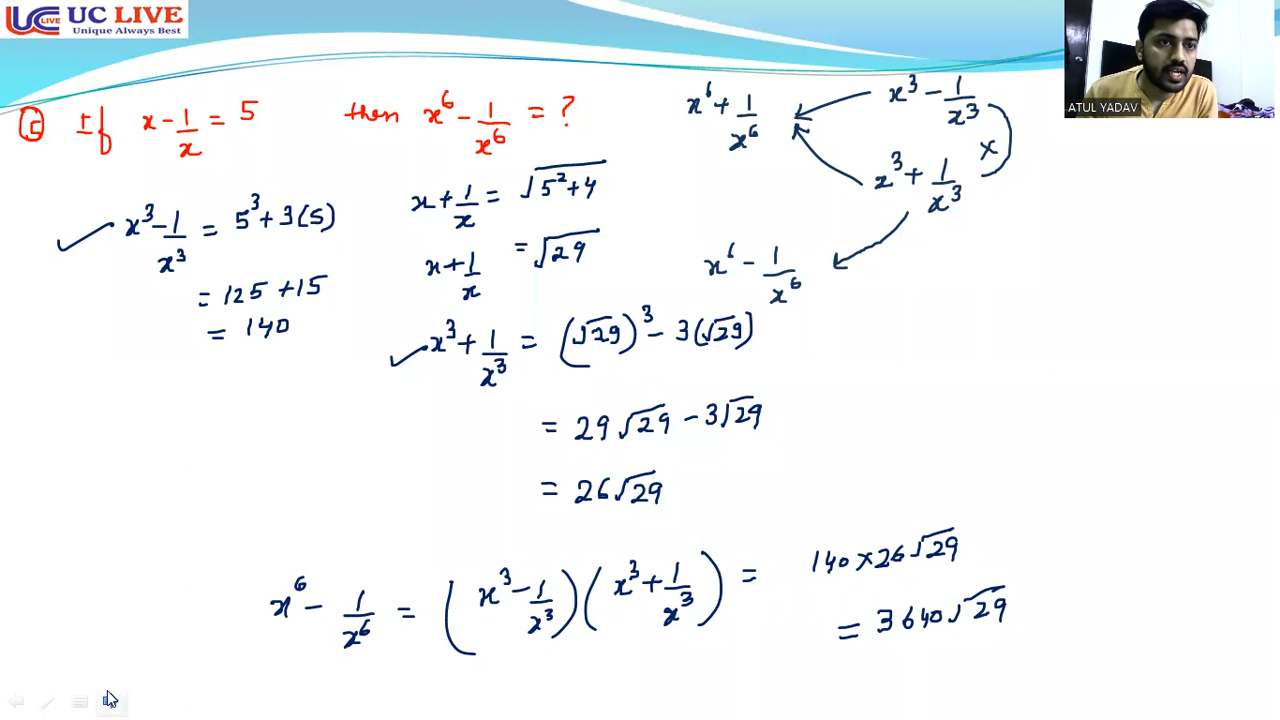 UC LIVE
UC LIVE
Unique Always Best
ATUL YADAV
If x - 1/x = 5 then x⁶ - 1/x⁶ = ?
x³ - 1/x³ = 5³ + 3(5)
= 125 + 15
= 140
x + 1/x = √(5² + 4)
x + 1/x = √29
x³ + 1/x³ = (√29)³ - 3(√29)
= 29√29 - 3√29
= 26√29
x⁶ + 1/x⁶
x³ - 1/x³
×
x³ + 1/x³
x⁶ - 1/x⁶
x⁶ - 1/x⁶ = (x³ - 1/x³)(x³ + 1/x³) = 140 × 26√29
= 3640√29